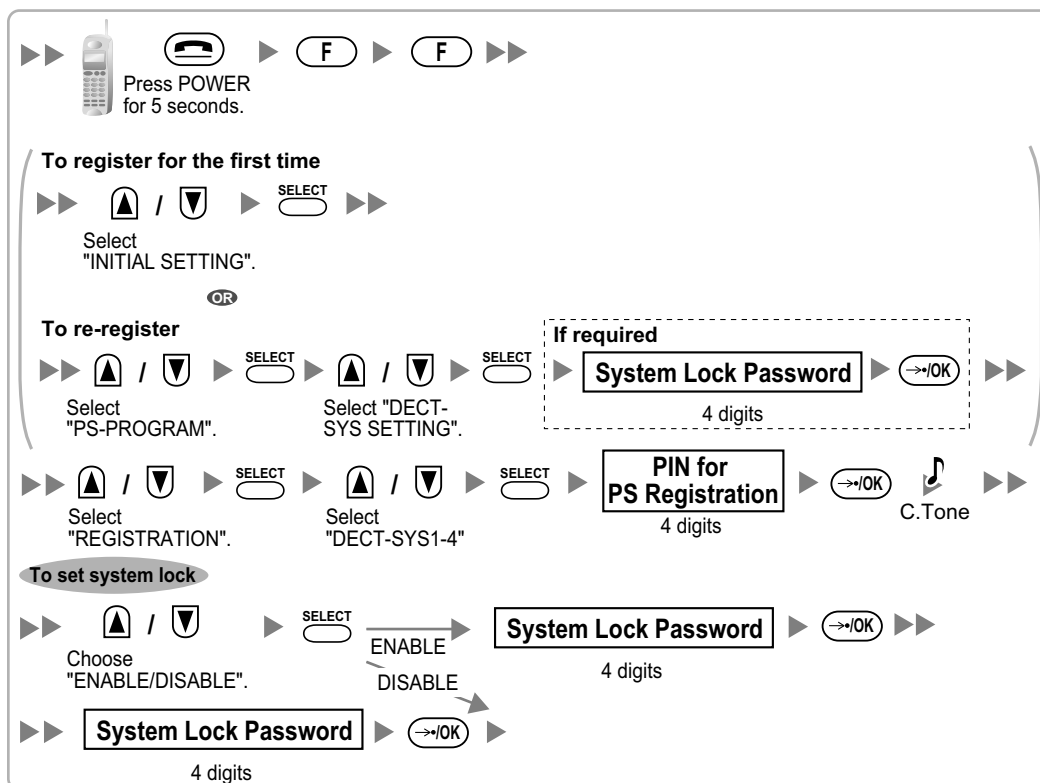 F F
Press POWER
for 5 seconds.
To register for the first time
/ SELECT
Select
"INITIAL SETTING".
OR
To re-register
If required
/ SELECT / SELECT System Lock Password →•/OK
Select
"PS-PROGRAM".
Select "DECT-
SYS SETTING".
4 digits
/ SELECT / SELECT PIN for
PS Registration →•/OK
Select
"REGISTRATION".
Select
"DECT-SYS1-4"
4 digits
C.Tone
To set system lock
/ SELECT ENABLE System Lock Password →•/OK
Choose
"ENABLE/DISABLE".
DISABLE
4 digits
System Lock Password →•/OK
4 digits